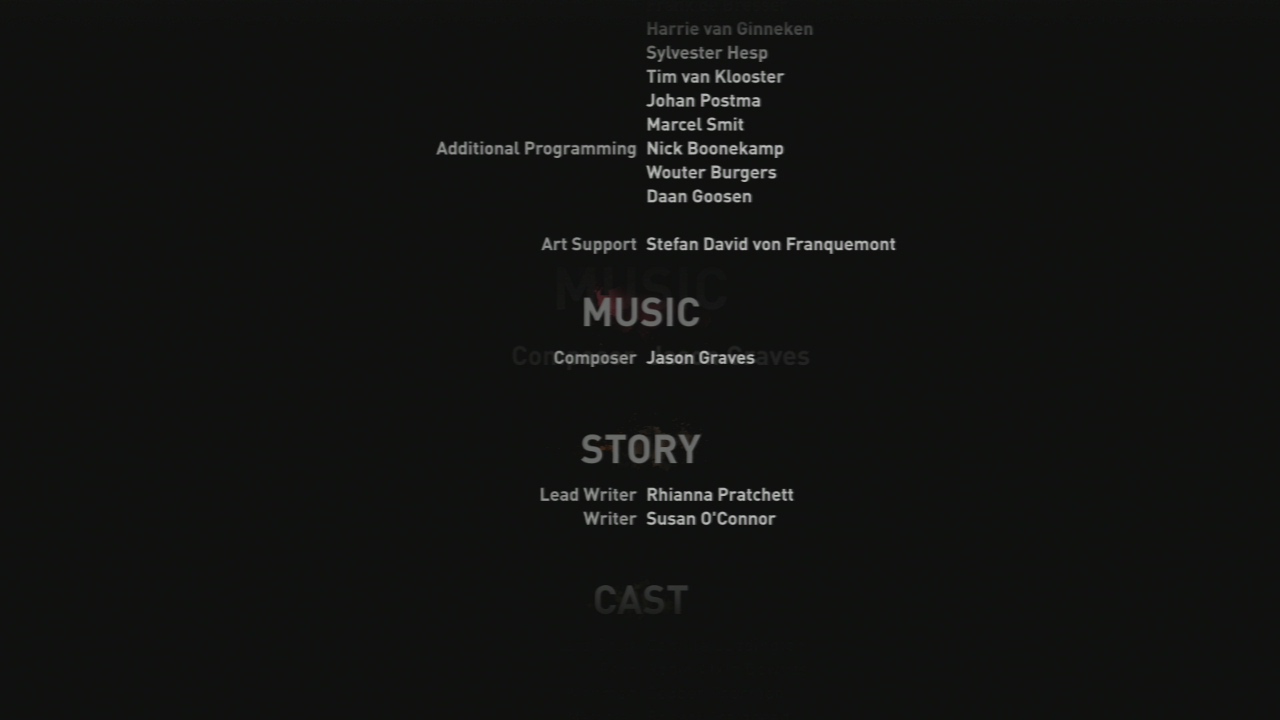 Harrie van Ginneken
Sylvester Hesp
Tim van Klooster
Johan Postma
Marcel Smit
Additional Programming Nick Boonekamp
Wouter Burgers
Daan Goosen
Art Support Stefan David von Franquemont
MUSIC
Composer Jason Graves
STORY
Lead Writer Rhianna Pratchett
Writer Susan O'Connor
CAST